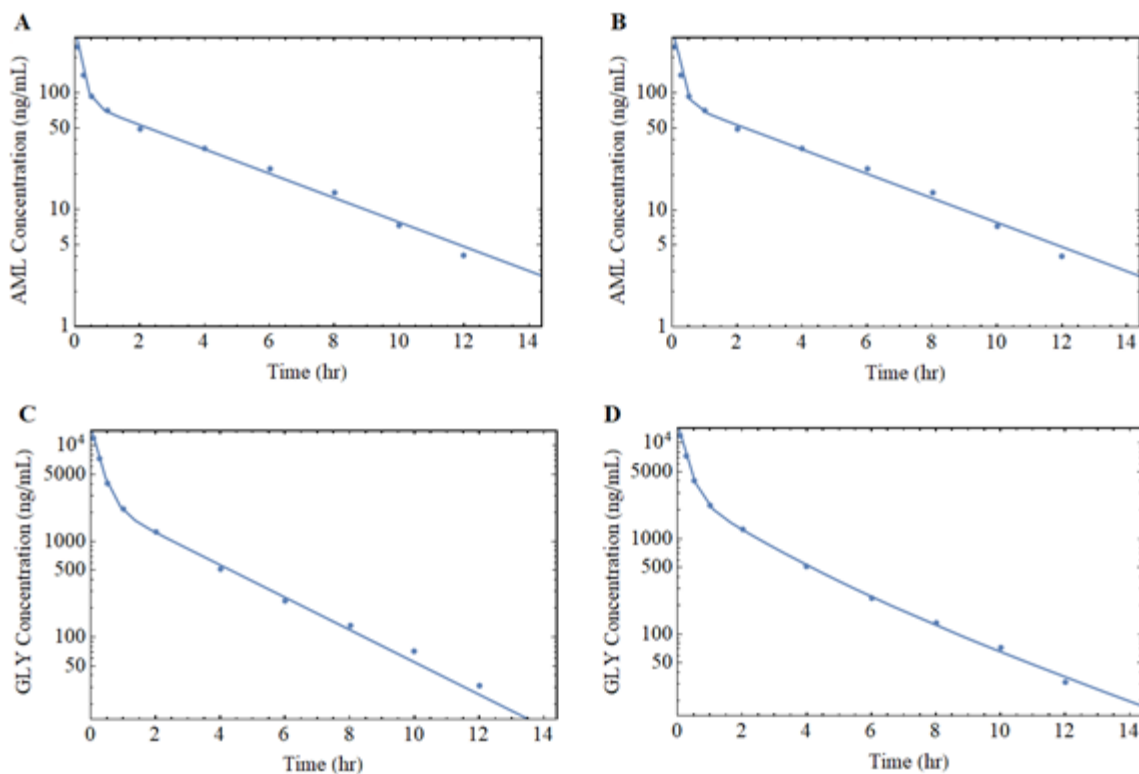 A
AML Concentration (ng/mL)
100
50
10
5
1
0 2 4 6 8 10 12 14
Time (hr)
B
AML Concentration (ng/mL)
100
50
10
5
1
0 2 4 6 8 10 12 14
Time (hr)
C
GLY Concentration (ng/mL)
10⁴
5000
1000
500
100
50
0 2 4 6 8 10 12 14
Time (hr)
D
GLY Concentration (ng/mL)
10⁴
5000
1000
500
100
50
0 2 4 6 8 10 12 14
Time (hr)